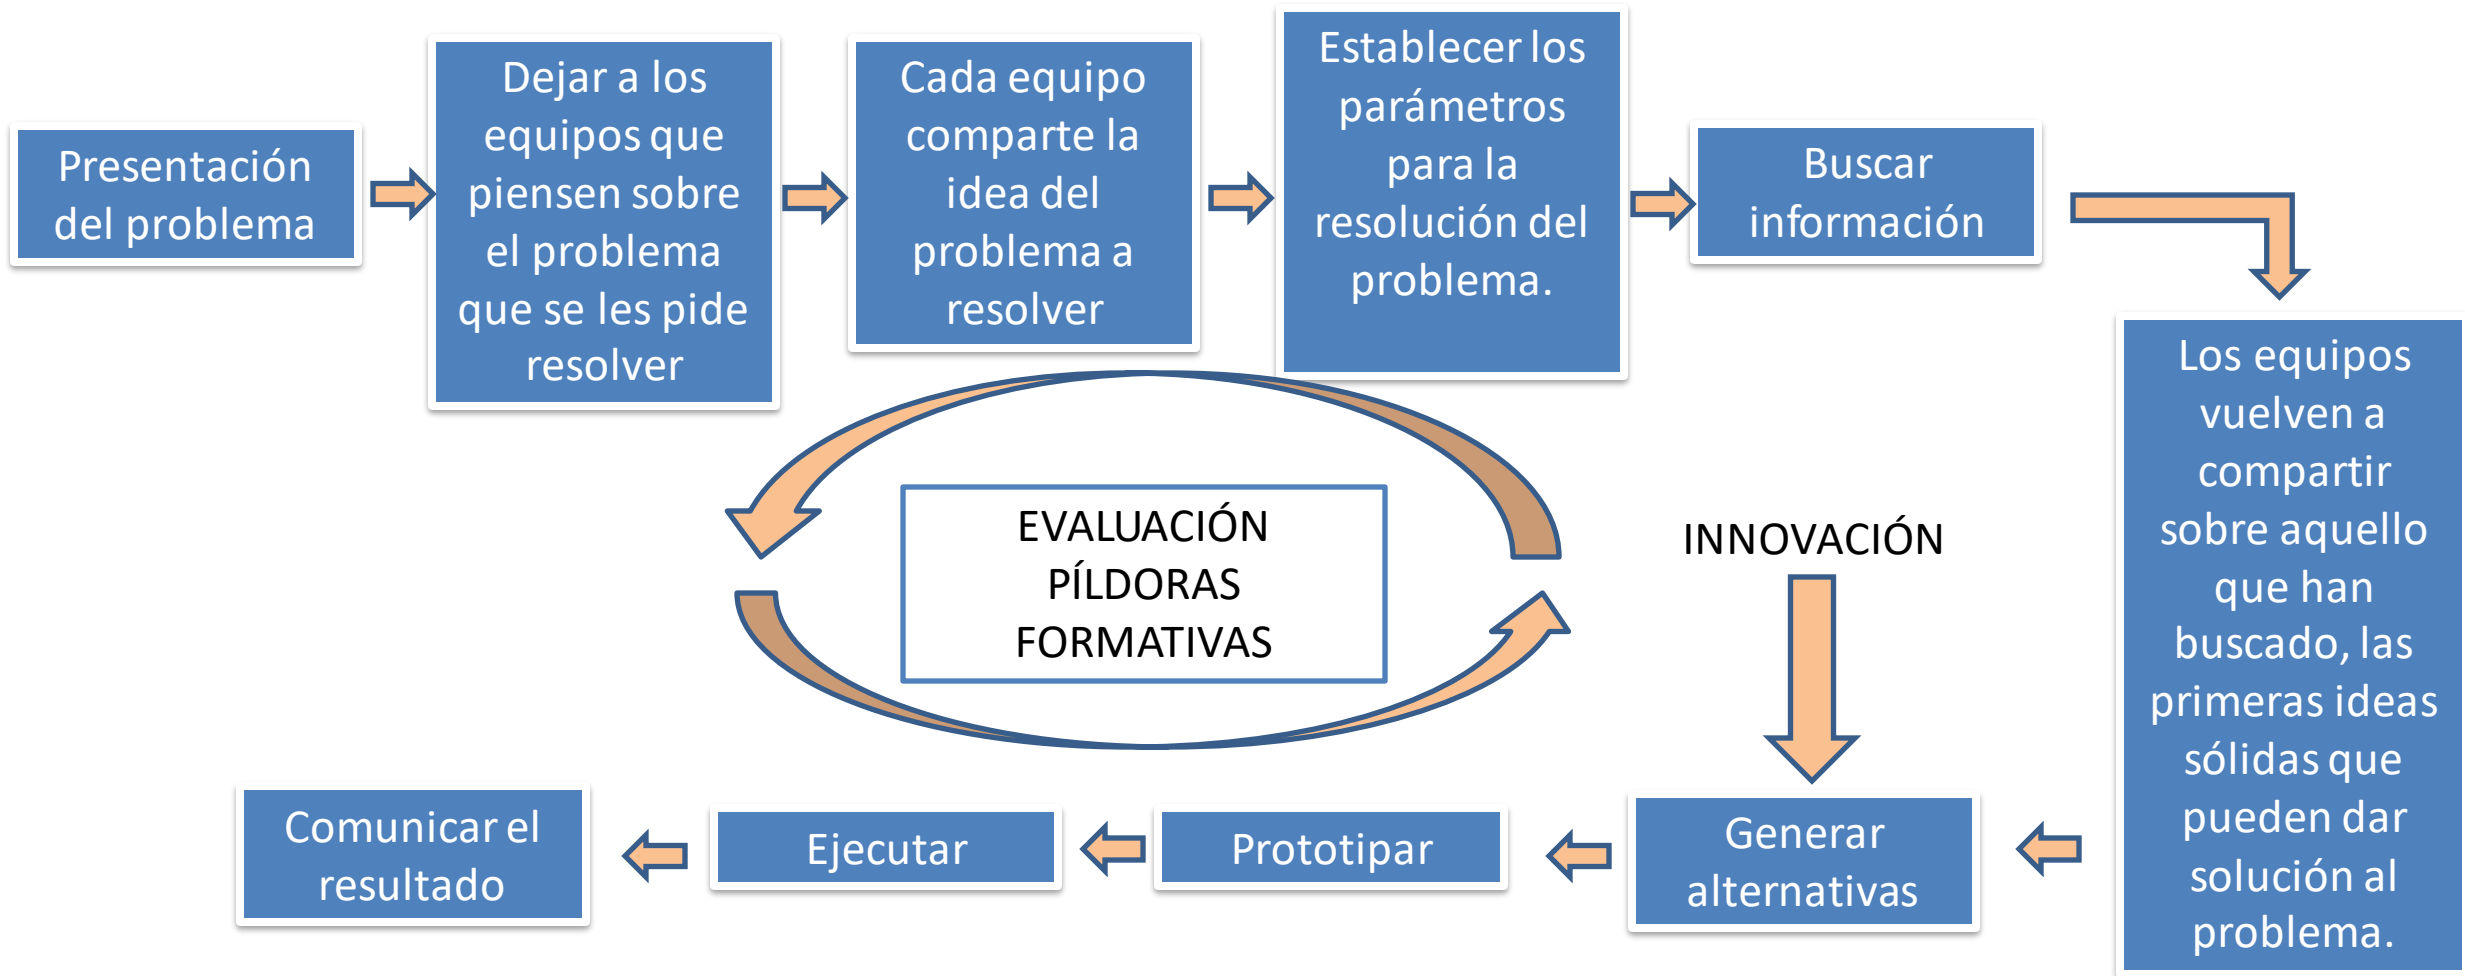 Presentación
del problema
Dejar a los
equipos que
piensen sobre
el problema
que se les pide
resolver
Cada equipo
comparte la
idea del
problema a
resolver
Establecer los
parámetros
para la
resolución del
problema.
Buscar
información
Los equipos
vuelven a
compartir
sobre aquello
que han
buscado, las
primeras ideas
sólidas que
pueden dar
solución al
problema.
EVALUACIÓN
PÍLDORAS
FORMATIVAS
INNOVACIÓN
Generar
alternativas
Prototipar
Ejecutar
Comunicar el
resultado